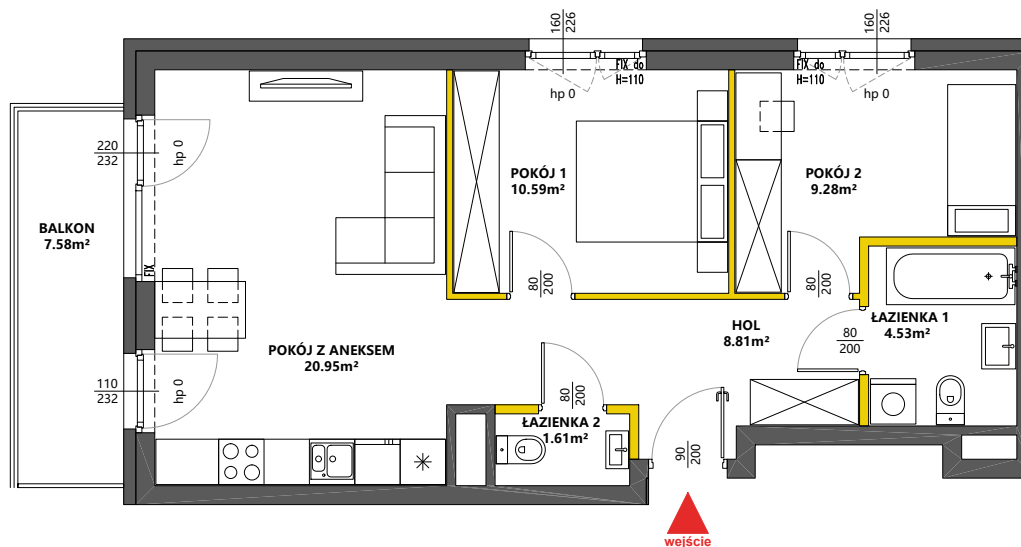 160
226
160
226
FIX do
H=110
hp 0
FIX do
H=110
hp 0
220
232
hp 0
POKÓJ 1
10.59m²
POKÓJ 2
9.28m²
BALKON
7.58m²
FIX
80
200
80
200
ŁAZIENKA 1
4.53m²
HOL
8.81m²
80
200
POKÓJ Z ANEKSEM
20.95m²
110
232
hp 0
80
200
ŁAZIENKA 2
1.61m²
90
200
wejście